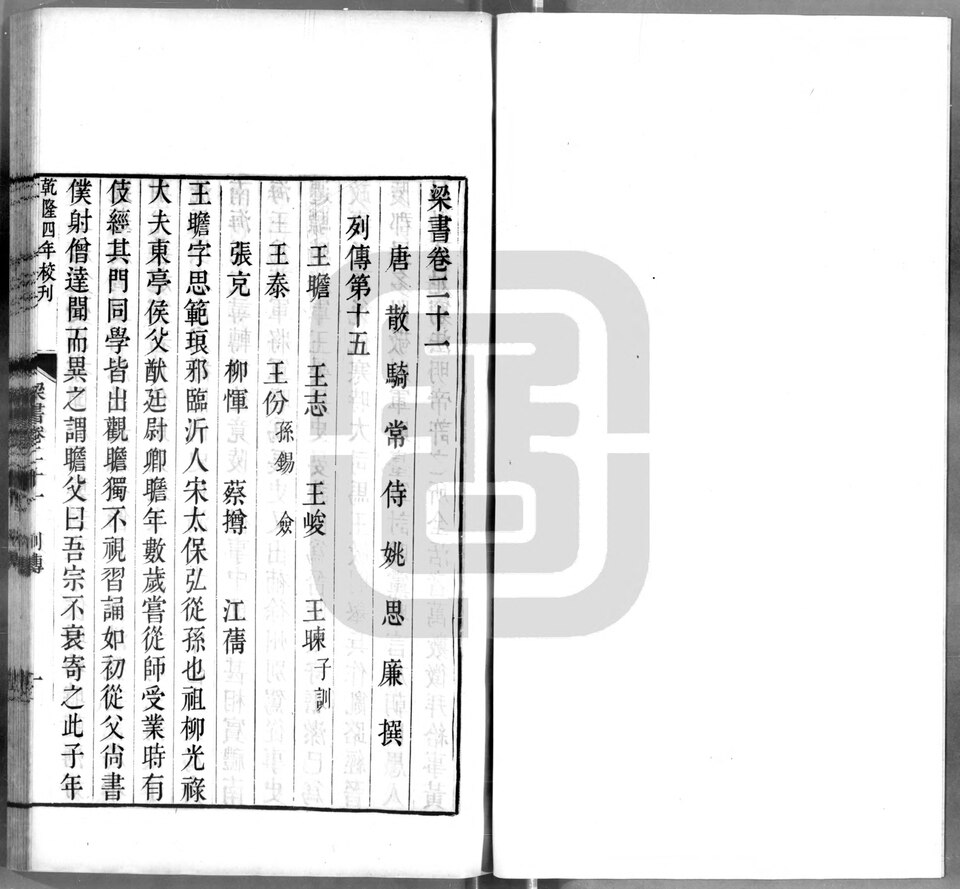 梁書卷二十一
唐散騎常侍姚思廉撰
列傳第十五
王瞻 王志 王峻 王暕 子訓
王泰 王份 孫錫 僉
張充 柳惲 蔡撙 江蒨
王瞻字思範琅邪臨沂人宋太保弘從孫也祖柳光祿
大夫東亭侯父猷廷尉卿瞻年數歲嘗從師受業時有
伎經其門同學皆出觀瞻獨不視習誦如初從父尚書
僕射僧達聞而異之謂瞻父曰吾宗不衰寄之此子年
乾隆四年校刊
梁書卷二十一 列傳 一